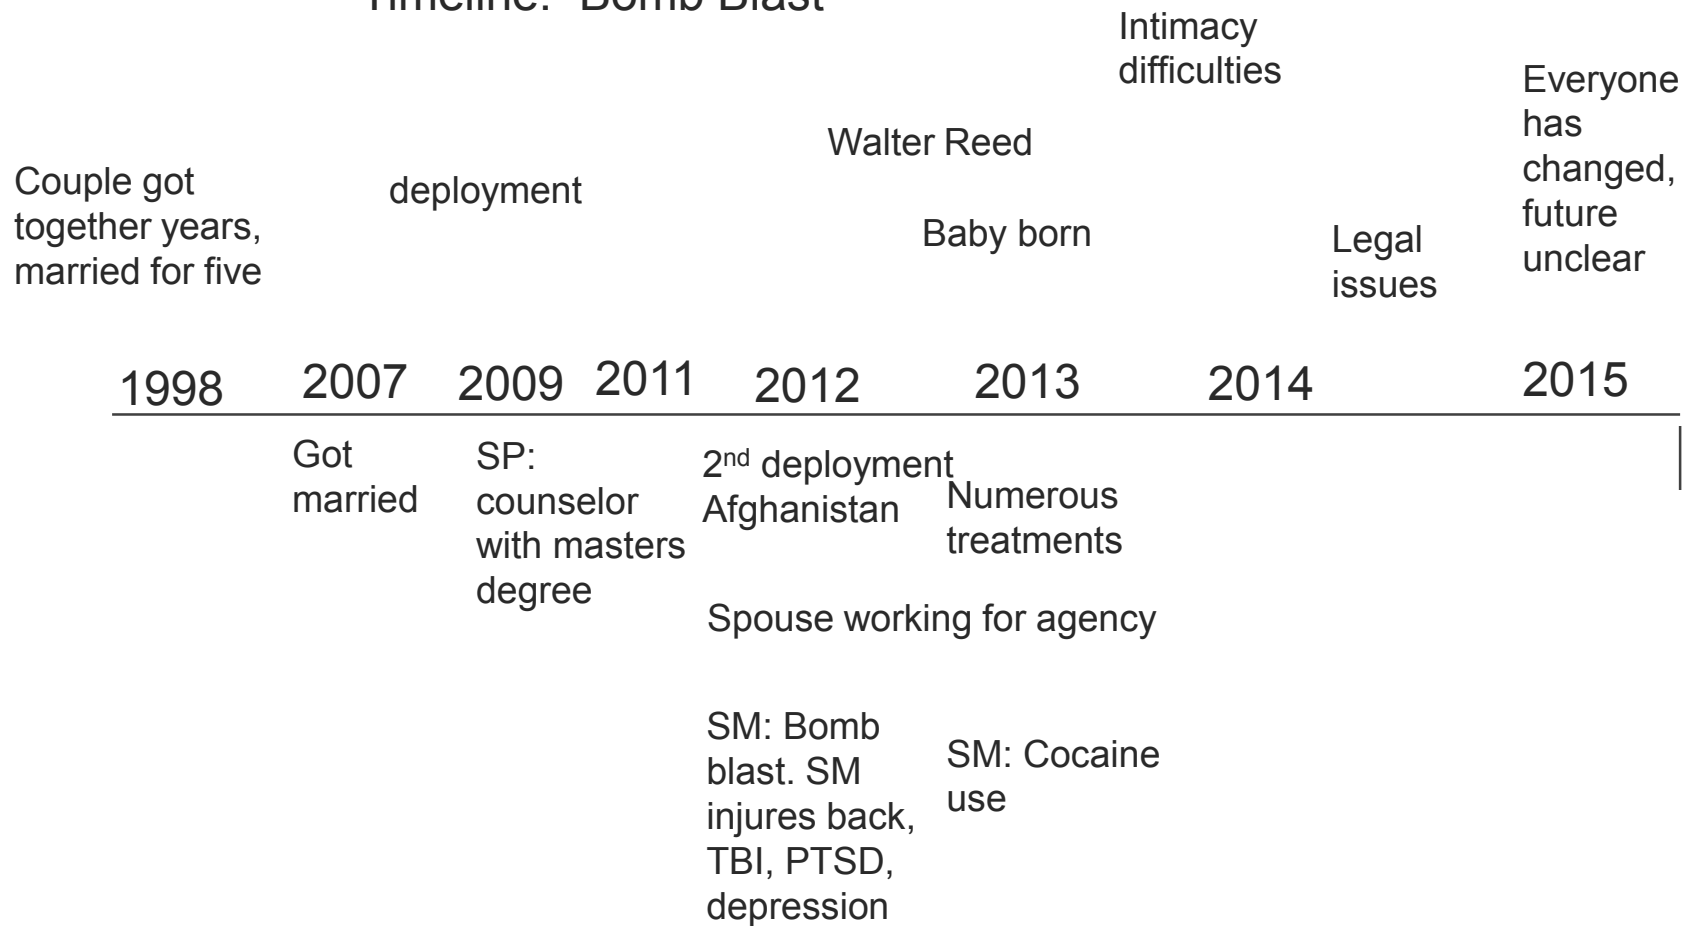 Timeline: "Bomb Blast"
Intimacy
difficulties
Everyone
has
changed,
future
unclear
Walter Reed
Couple got
together years,
married for five
deployment
Baby born
Legal
issues
1998
2007
2009
2011
2012
2013
2014
2015
Got
married
SP:
counselor
with masters
degree
2nd deployment
Afghanistan
Numerous
treatments
Spouse working for agency
SM: Bomb
blast. SM
injures back,
TBI, PTSD,
depression
SM: Cocaine
use